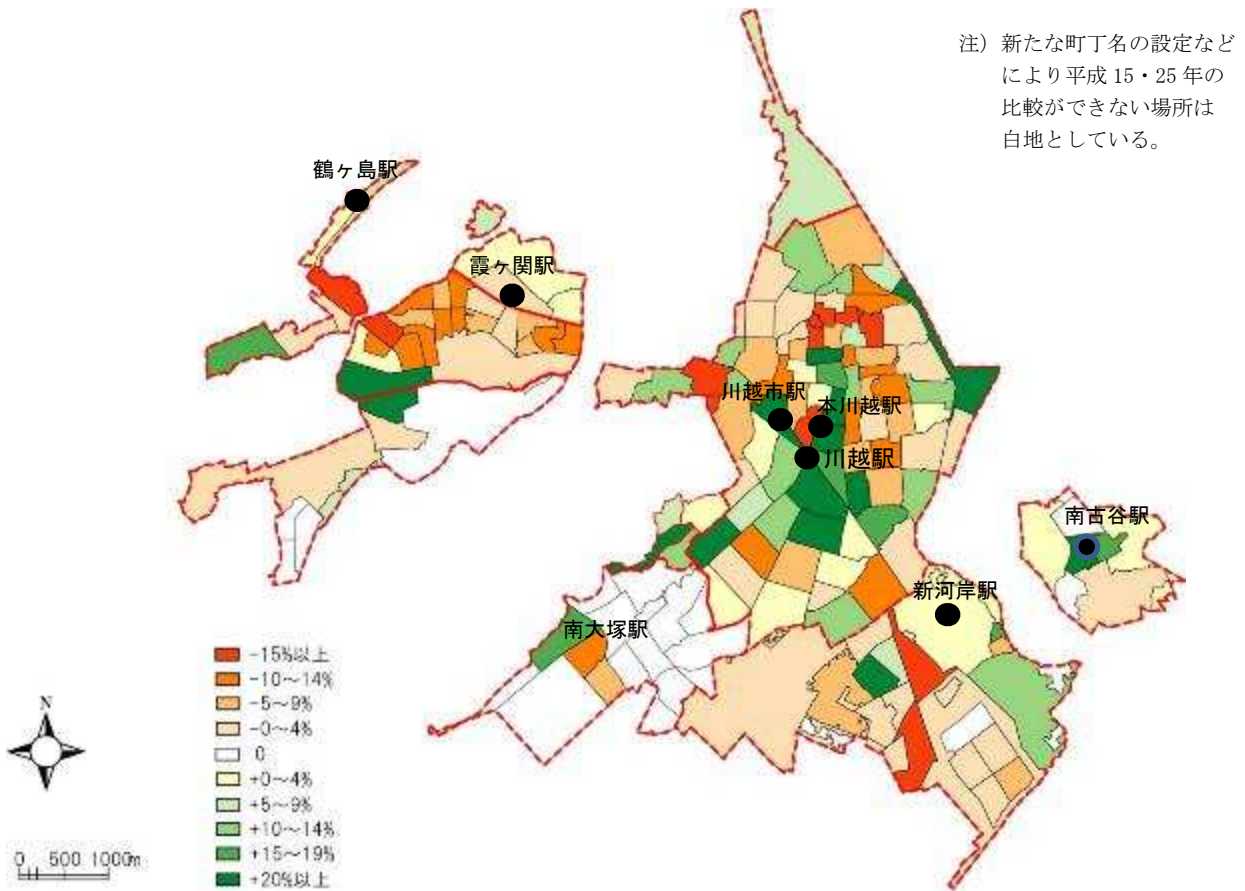 注）新たな町丁名の設定など
により平成 15・25 年の
比較ができない場所は
白地としている。
鶴ヶ島駅
霞ヶ関駅
川越市駅
本川越駅
川越駅
南古谷駅
新河岸駅
南大塚駅
-15%以上
-10～14%
-5～9%
-0～4%
0
+0～4%
+5～9%
+10～14%
+15～19%
+20%以上
N
0 500 1000m